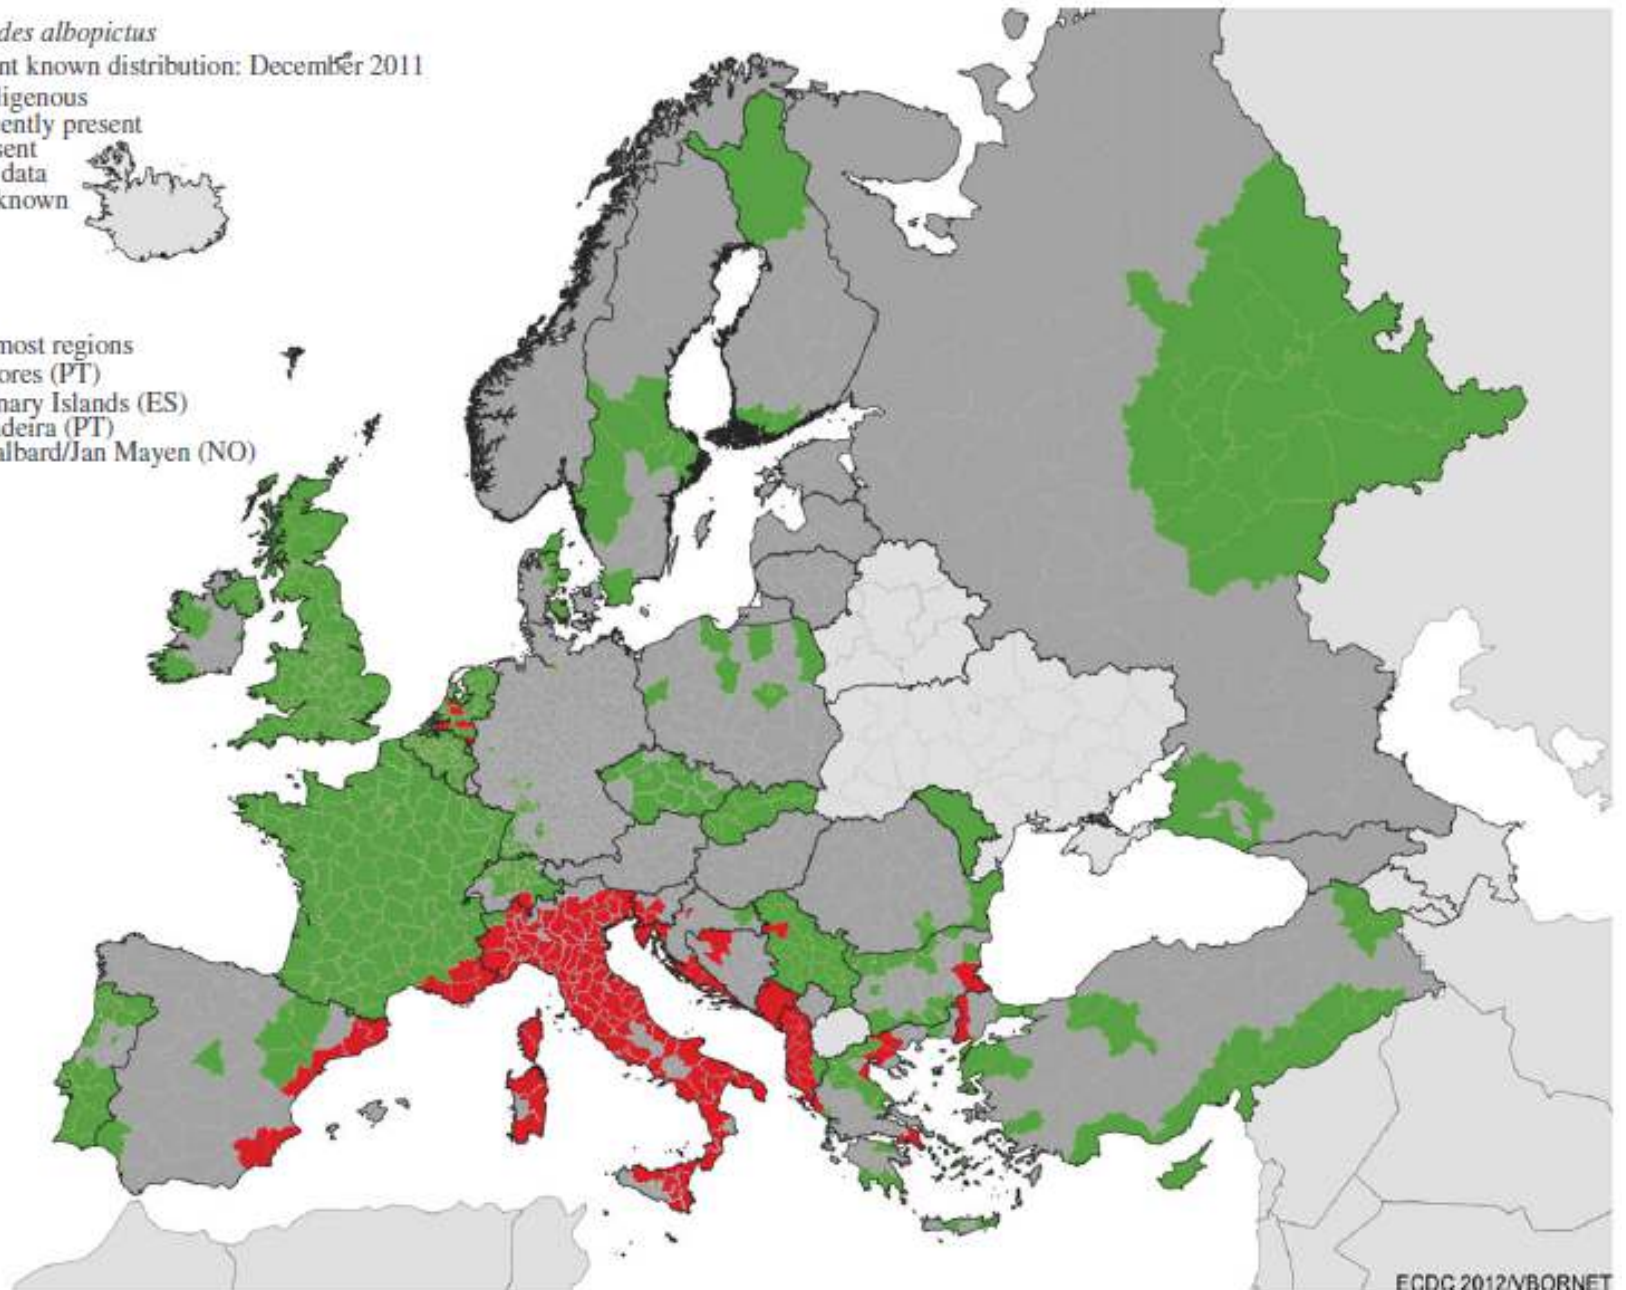 des albopictus
nt known distribution: December 2011
ligenous
ently present
sent
data
known
most regions
ores (PT)
nary Islands (ES)
deira (PT)
albard/Jan Mayen (NO)
ECDC 2012/VBORNET